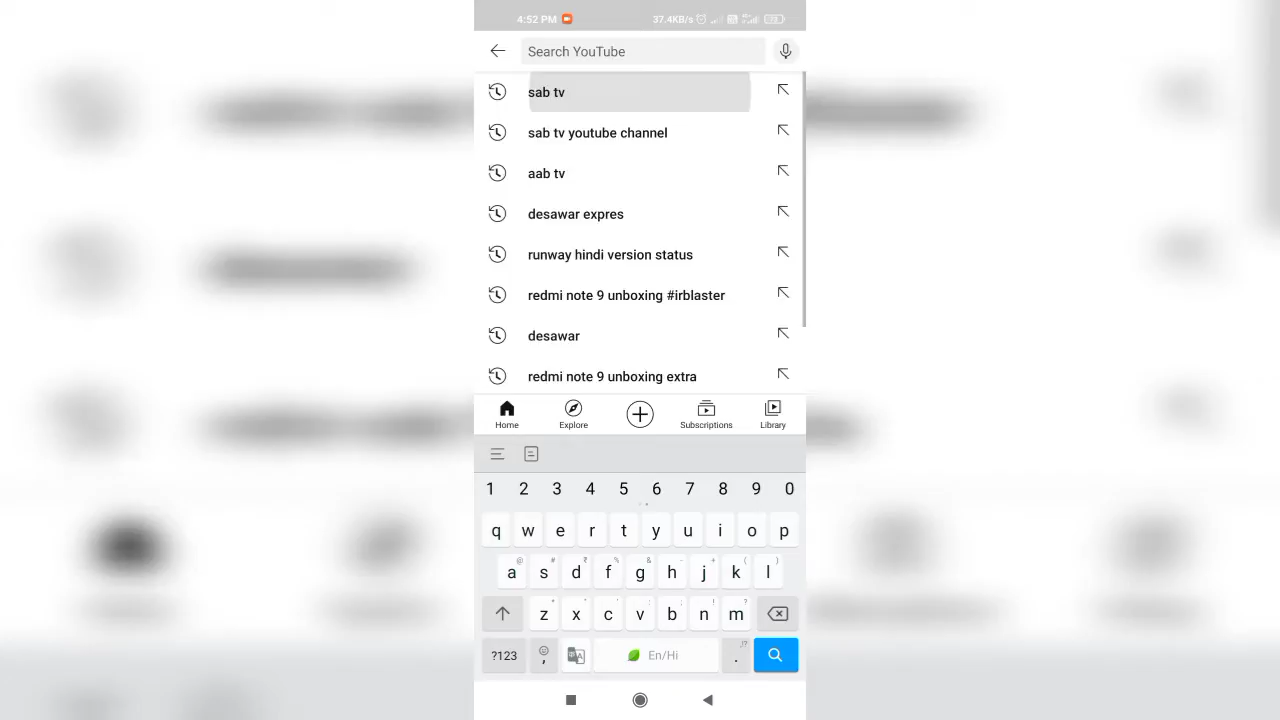 4:52 PM 37.4KB/s
Search YouTube
sab tv
sab tv youtube channel
aab tv
desawar expres
runway hindi version status
redmi note 9 unboxing #irblaster
desawar
redmi note 9 unboxing extra
Home Explore Subscriptions Library
1 2 3 4 5 6 7 8 9 0
q w e r t y u i o p
@ # ₹ % & - + ( )
a s d f g h j k l
* " ' : ; ! ?
z x c v b n m
?123 , En/Hi . ,!?